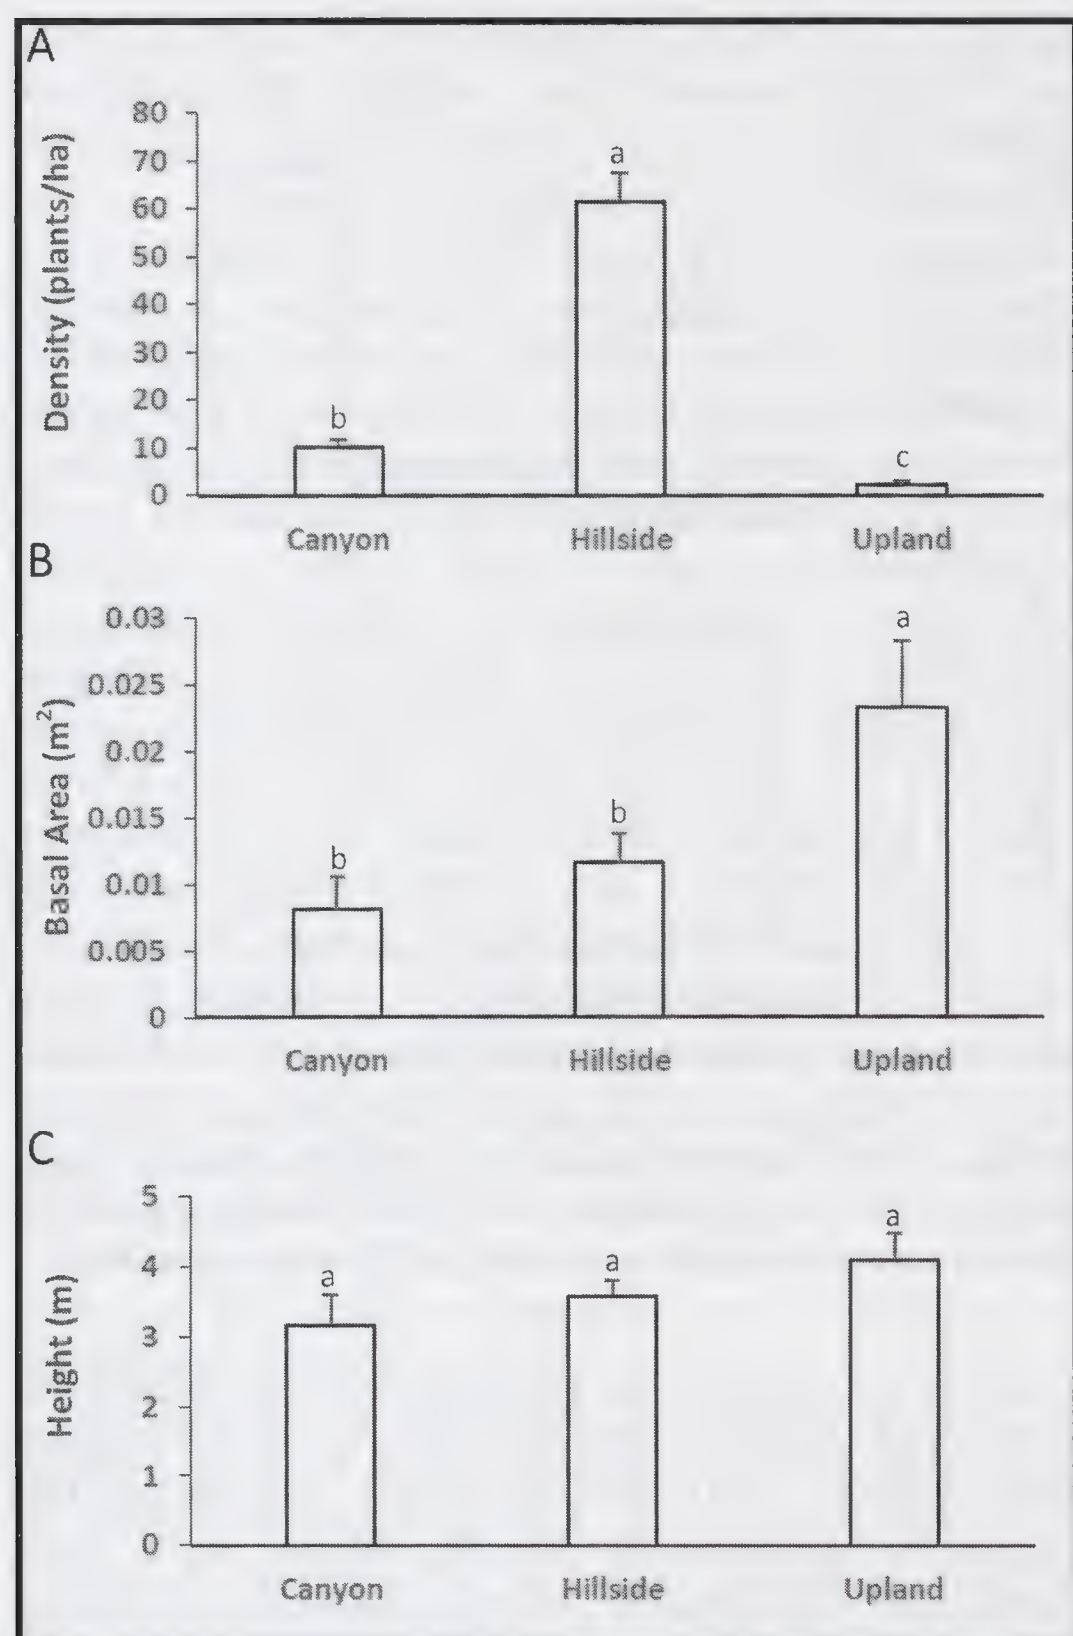 A
Density (plants/ha)
80
70
60
50
40
30
20
10
0
b
a
c
Canyon Hillside Upland
B
Basal Area (m²)
0.03
0.025
0.02
0.015
0.01
0.005
0
b
b
a
Canyon Hillside Upland
C
Height (m)
5
4
3
2
1
0
a
a
a
Canyon Hillside Upland